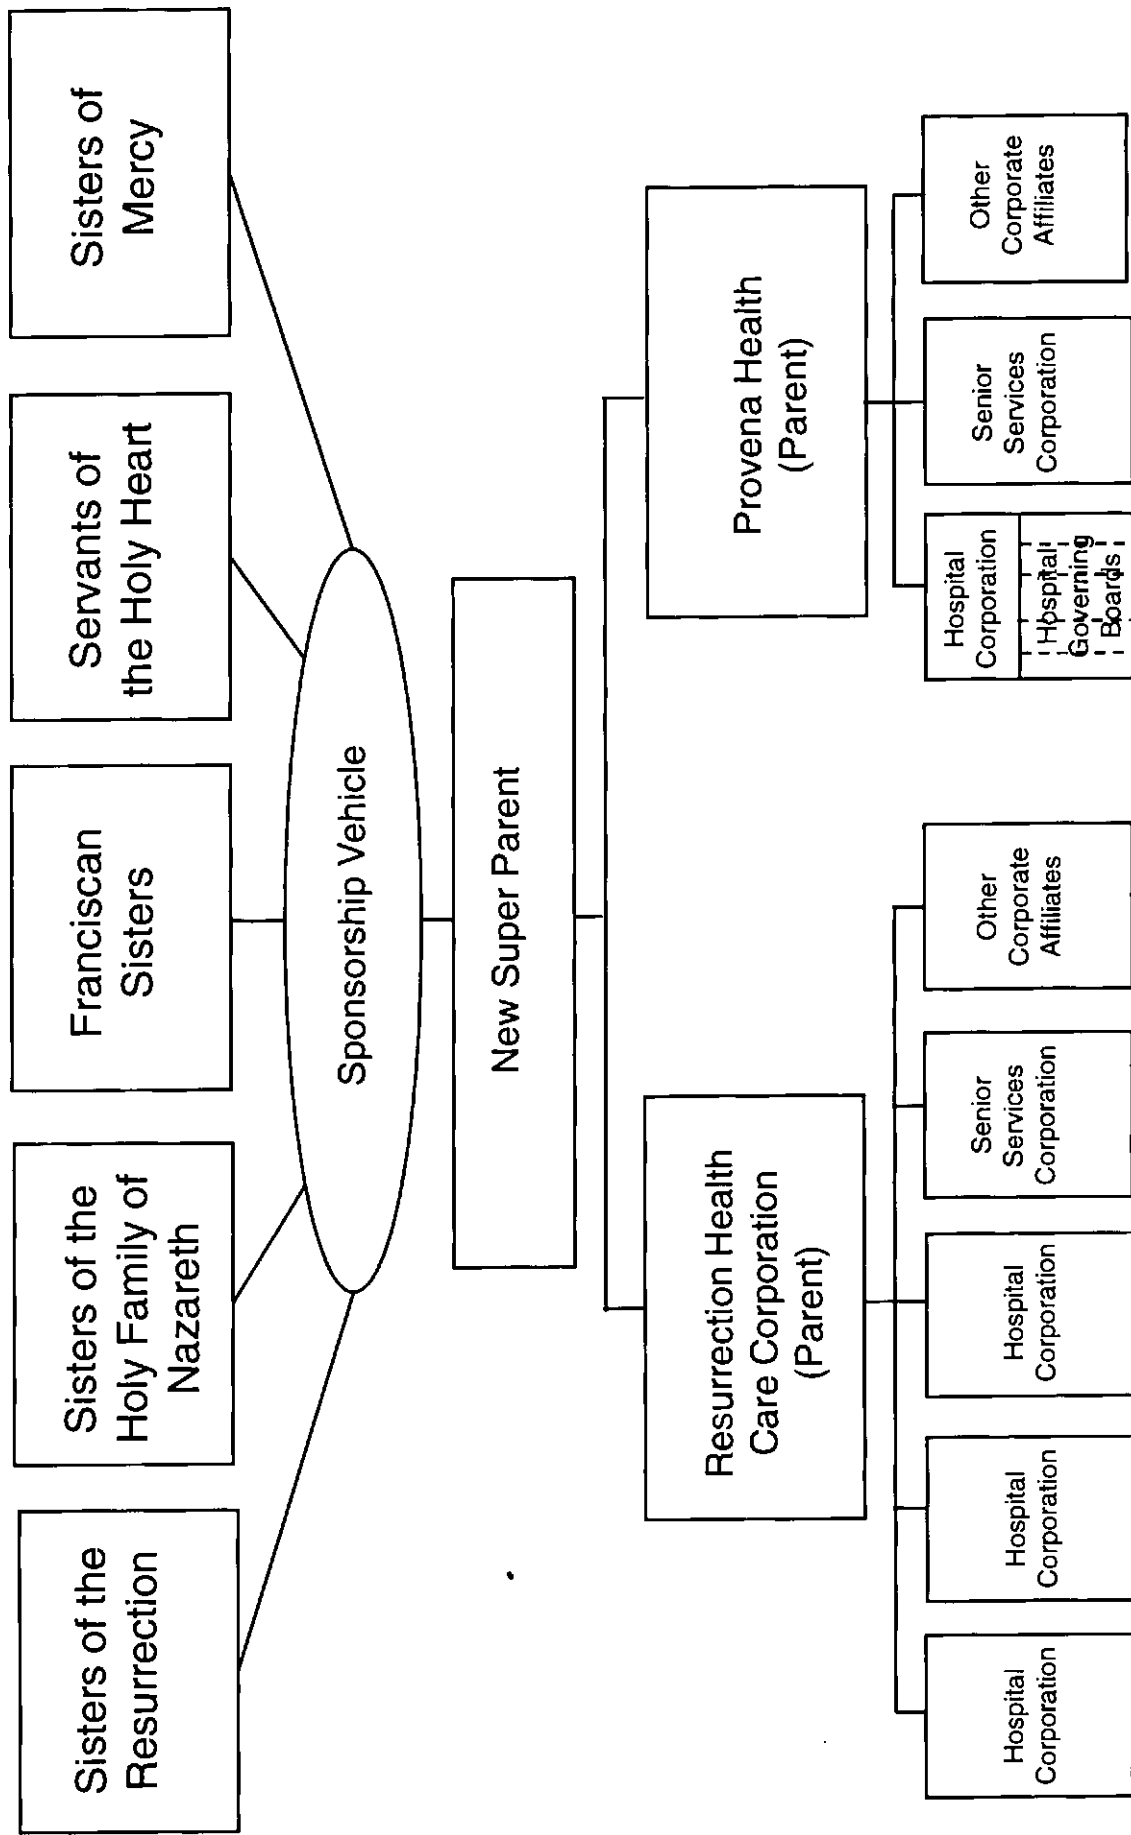 Sisters of the
Resurrection
Sisters of the
Holy Family of
Nazareth
Franciscan
Sisters
Servants of
the Holy Heart
Sisters of
Mercy
Sponsorship Vehicle
New Super Parent
Resurrection Health
Care Corporation
(Parent)
Provena Health
(Parent)
Hospital
Corporation
Hospital
Corporation
Hospital
Corporation
Senior
Services
Corporation
Other
Corporate
Affiliates
Hospital
Corporation
Hospital
Governing
Boards
Senior
Services
Corporation
Other
Corporate
Affiliates